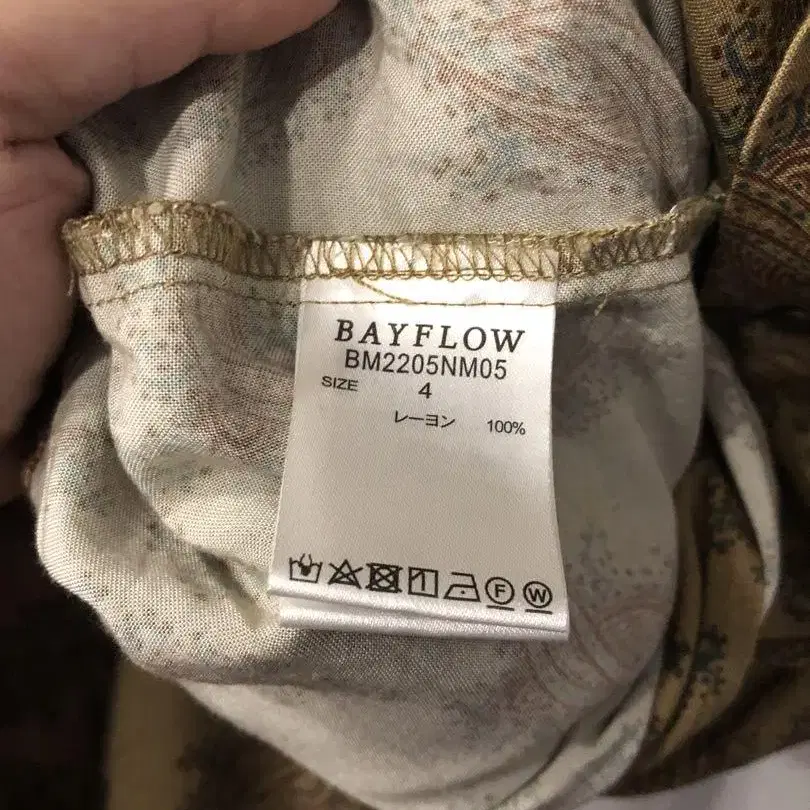 BAYFLOW
BM2205NM05
SIZE 4
レーヨン 100%
F W